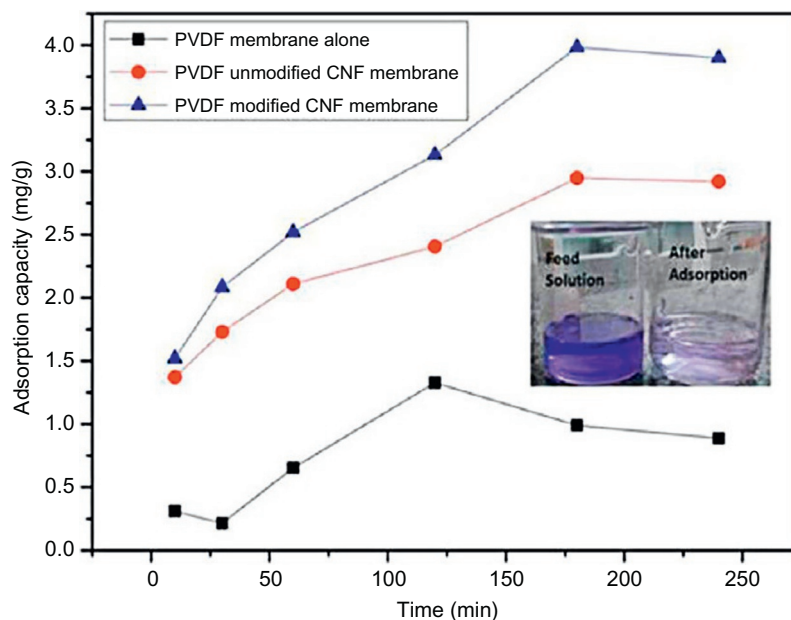 PVDF membrane alone
PVDF unmodified CNF membrane
PVDF modified CNF membrane
Adsorption capacity (mg/g)
4.0
3.5
3.0
2.5
2.0
1.5
1.0
0.5
0.0
Feed
Solution
After
Adsorption
0
50
100
150
200
250
Time (min)